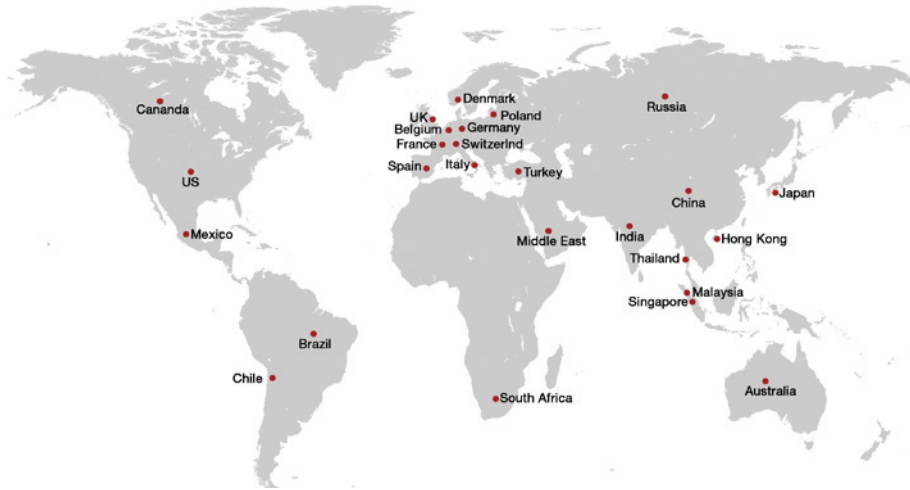 Denmark
Russia
Cananda
UK
Poland
Belgium
Germany
France
Switzerlnd
Spain
Italy
Turkey
US
China
Japan
Mexico
Middle East
India
Hong Kong
Thailand
Malaysia
Singapore
Brazil
Chile
Australia
South Africa